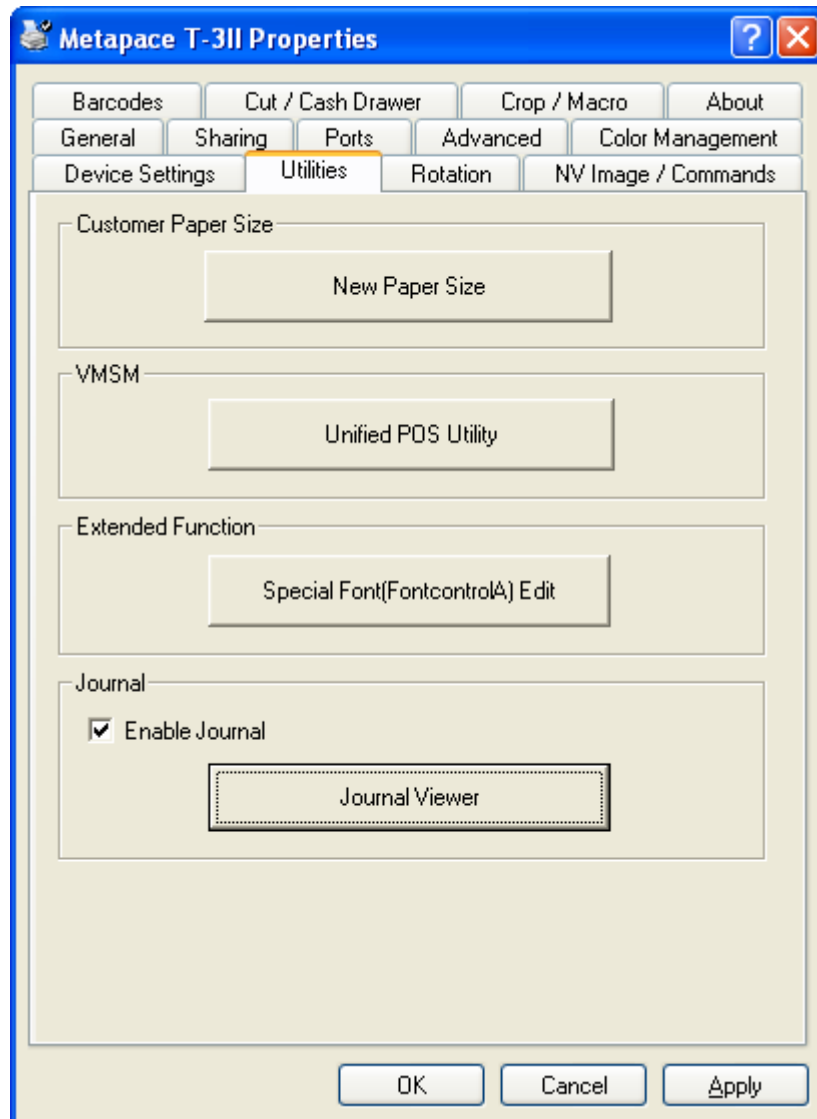 Metapace T-3II Properties
Barcodes Cut / Cash Drawer Crop / Macro About
General Sharing Ports Advanced Color Management
Device Settings Utilities Rotation NV Image / Commands
Customer Paper Size
New Paper Size
VMSM
Unified POS Utility
Extended Function
Special Font(FontcontrolA) Edit
Journal
Enable Journal
Journal Viewer
OK Cancel Apply